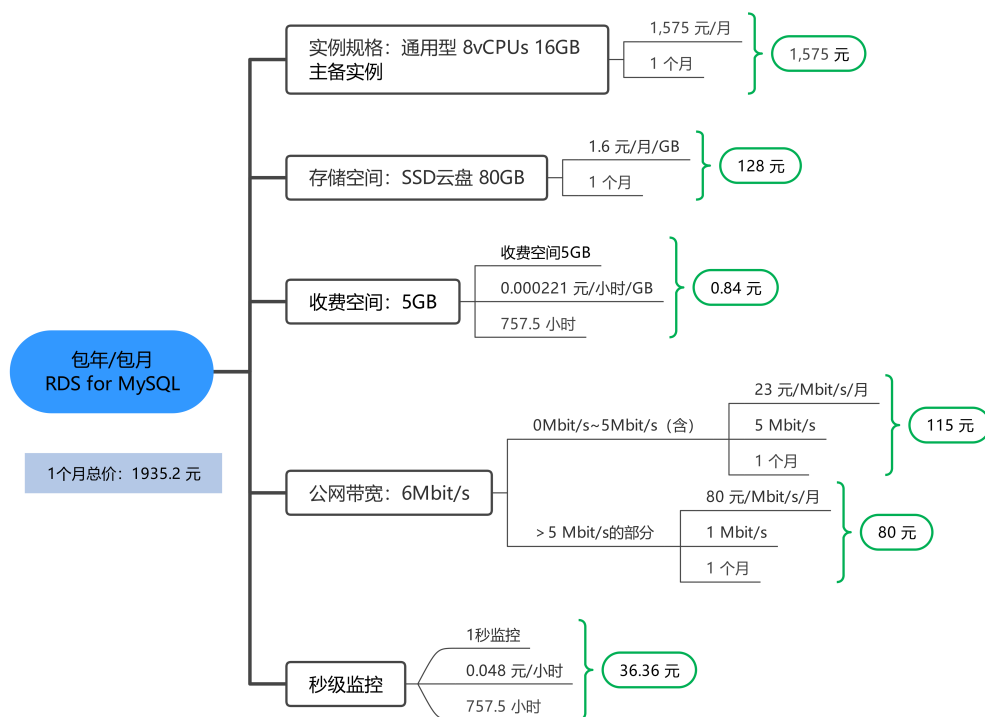 包年/包月
RDS for MySQL
1个月总价：1935.2 元
实例规格：通用型 8vCPUs 16GB
主备实例
1,575 元/月
1 个月
1,575 元
存储空间：SSD云盘 80GB
1.6 元/月/GB
1 个月
128 元
收费空间：5GB
收费空间5GB
0.000221 元/小时/GB
757.5 小时
0.84 元
公网带宽：6Mbit/s
0Mbit/s~5Mbit/s（含）
23 元/Mbit/s/月
5 Mbit/s
1 个月
115 元
＞5 Mbit/s的部分
80 元/Mbit/s/月
1 Mbit/s
1 个月
80 元
秒级监控
1秒监控
0.048 元/小时
757.5 小时
36.36 元